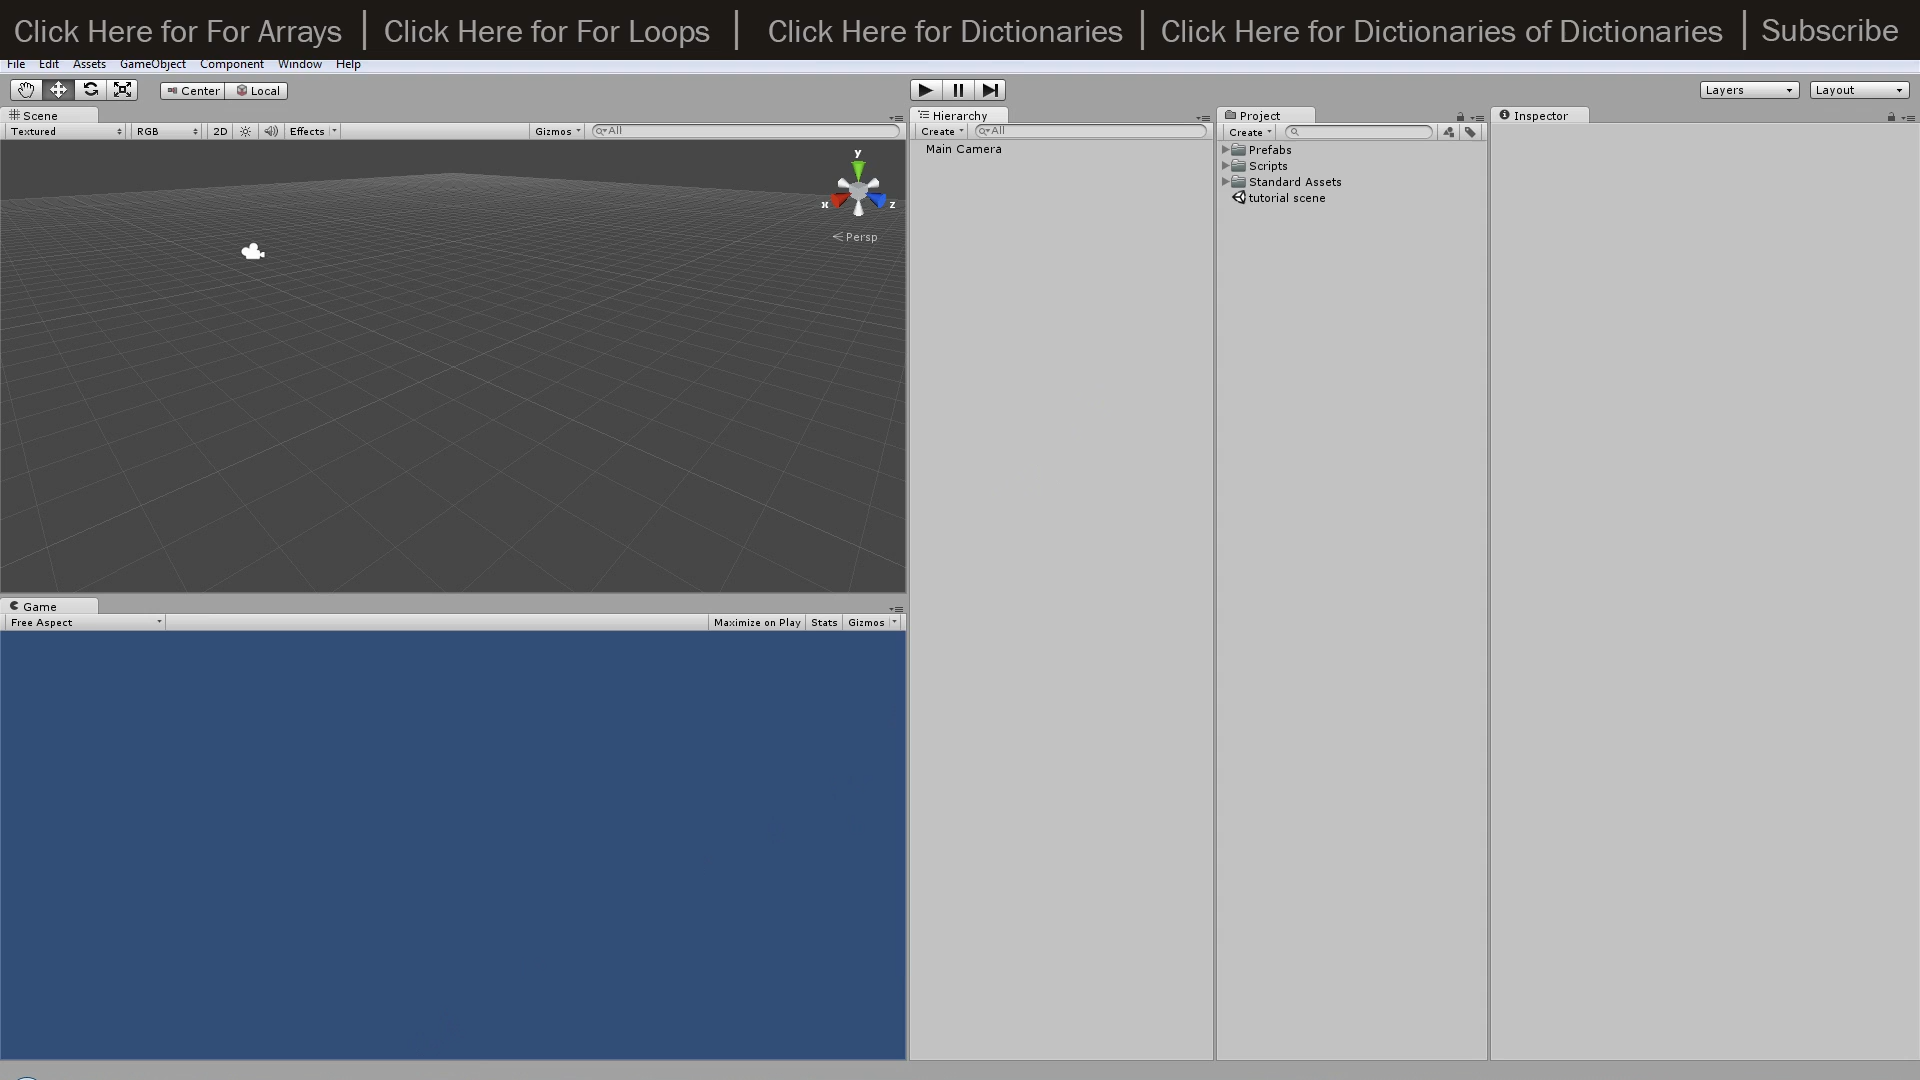 Click Here for For Arrays | Click Here for For Loops | Click Here for Dictionaries | Click Here for Dictionaries of Dictionaries | Subscribe
File Edit Assets GameObject Component Window Help
Center Local Layers Layout
Scene
Textured RGB 2D Effects Gizmos All
y
x z
Persp
Game
Free Aspect Maximize on Play Stats Gizmos
Hierarchy
Create All
Main Camera
Project
Create
Prefabs
Scripts
Standard Assets
tutorial scene
Inspector